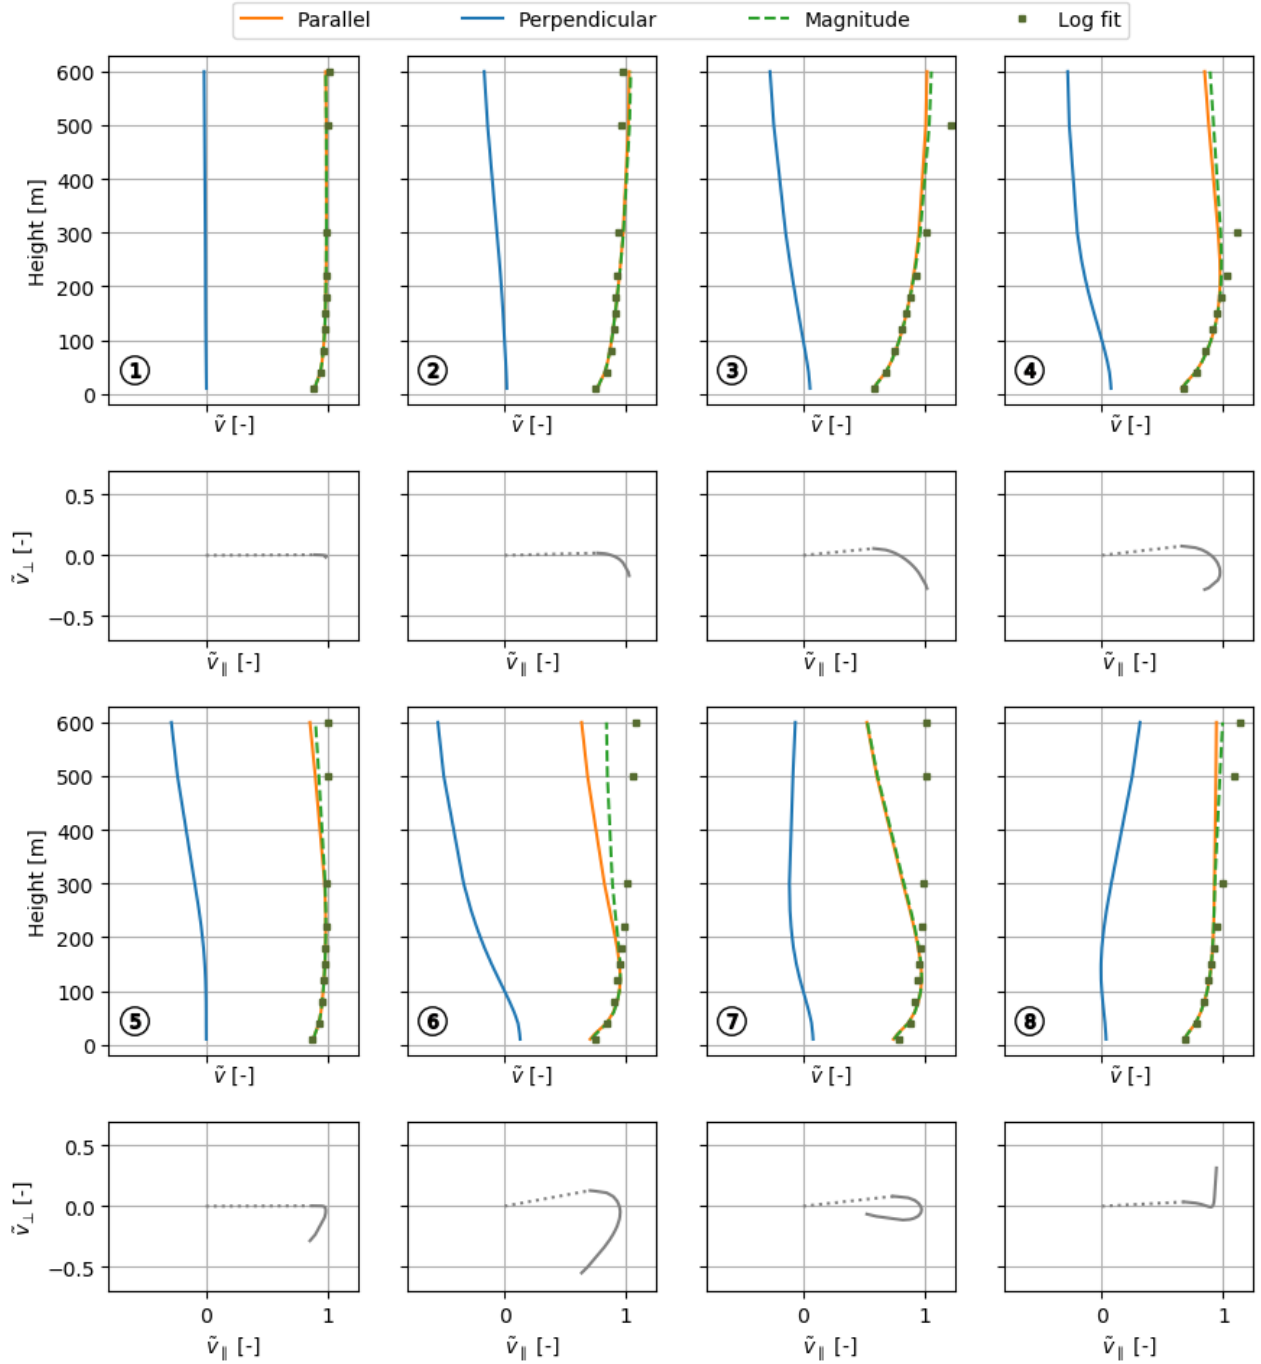 Parallel Perpendicular Magnitude Log fit
600
500
400
300
200
100
0
Height [m]
① ② ③ ④
ṽ [-] ṽ [-] ṽ [-] ṽ [-]
0.5
0.0
−0.5
ṽ⊥ [-]
ṽ∥ [-] ṽ∥ [-] ṽ∥ [-] ṽ∥ [-]
600
500
400
300
200
100
0
Height [m]
⑤ ⑥ ⑦ ⑧
ṽ [-] ṽ [-] ṽ [-] ṽ [-]
0.5
0.0
−0.5
ṽ⊥ [-]
0 1 0 1 0 1 0 1
ṽ∥ [-] ṽ∥ [-] ṽ∥ [-] ṽ∥ [-]